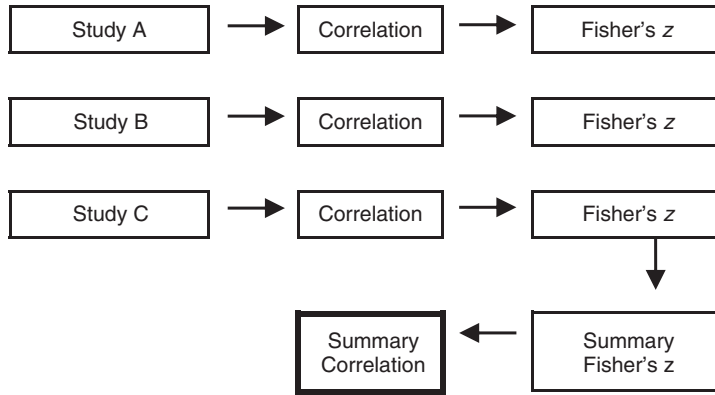 Study A
Correlation
Fisher's z
Study B
Correlation
Fisher's z
Study C
Correlation
Fisher's z
Summary
Correlation
Summary
Fisher's z